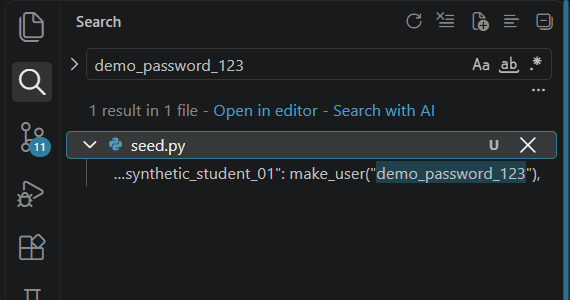 Search
demo_password_123
Aa
ab
.*
...
1 result in 1 file - Open in editor - Search with AI
seed.py
U
...synthetic_student_01": make_user("demo_password_123"),
11